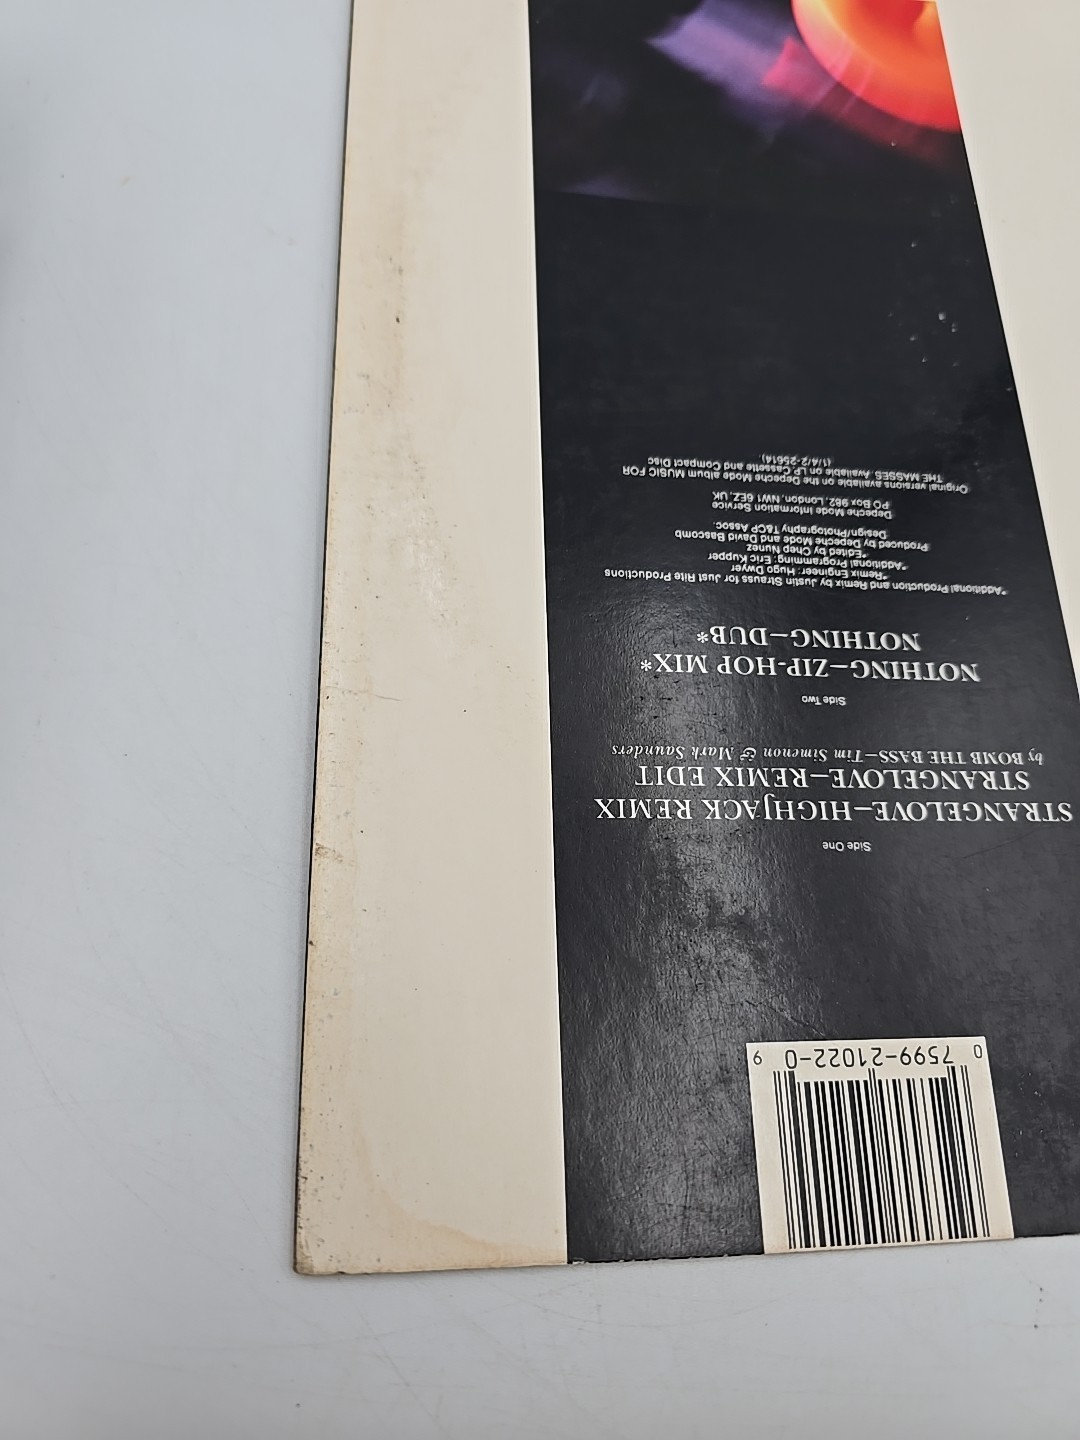 0 7599-21022-0 9
Side One
STRANGELOVE—HIGHJACK REMIX
STRANGELOVE—REMIX EDIT
by BOMB THE BASS—Tim Simenon & Mark Saunders
Side Two
NOTHING—ZIP-HOP MIX*
NOTHING—DUB*
*Additional Production and Remix by Justin Strauss for Just Rite Productions
*Remix Engineer: Hugo Dwyer
*Additional Programming: Eric Kupper
*Edited by Chep Nunez
Produced by Depeche Mode and David Bascomb
Design/Photography T&CP Assoc.
Depeche Mode Information Service
PO Box 982, London, NW1 6EZ, UK
Original versions available on the Depeche Mode album MUSIC FOR
THE MASSES. Available on LP, Cassette and Compact Disc
(1/4/2-25614).